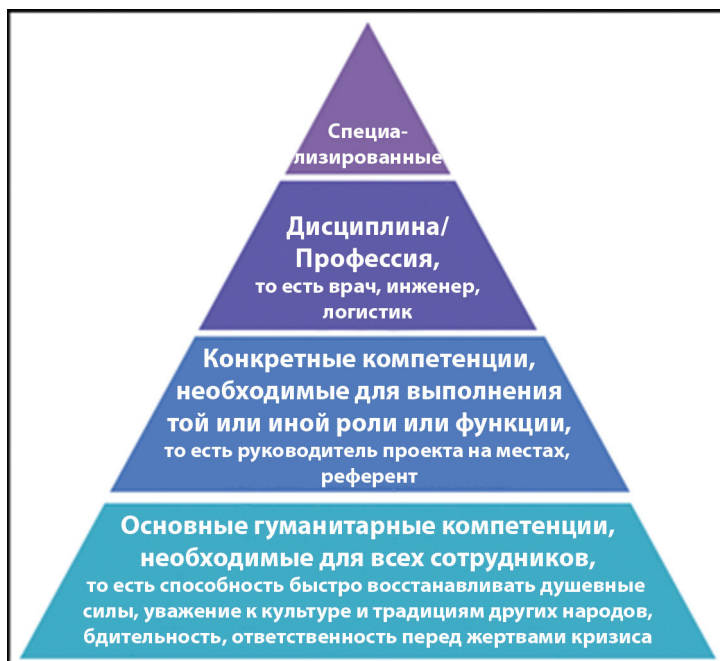 Специа-
лизированные
Дисциплина/
Профессия,
то есть врач, инженер,
логистик
Конкретные компетенции,
необходимые для выполнения
той или иной роли или функции,
то есть руководитель проекта на местах,
референт
Основные гуманитарные компетенции,
необходимые для всех сотрудников,
то есть способность быстро восстанавливать душевные
силы, уважение к культуре и традициям других народов,
бдительность, ответственность перед жертвами кризиса